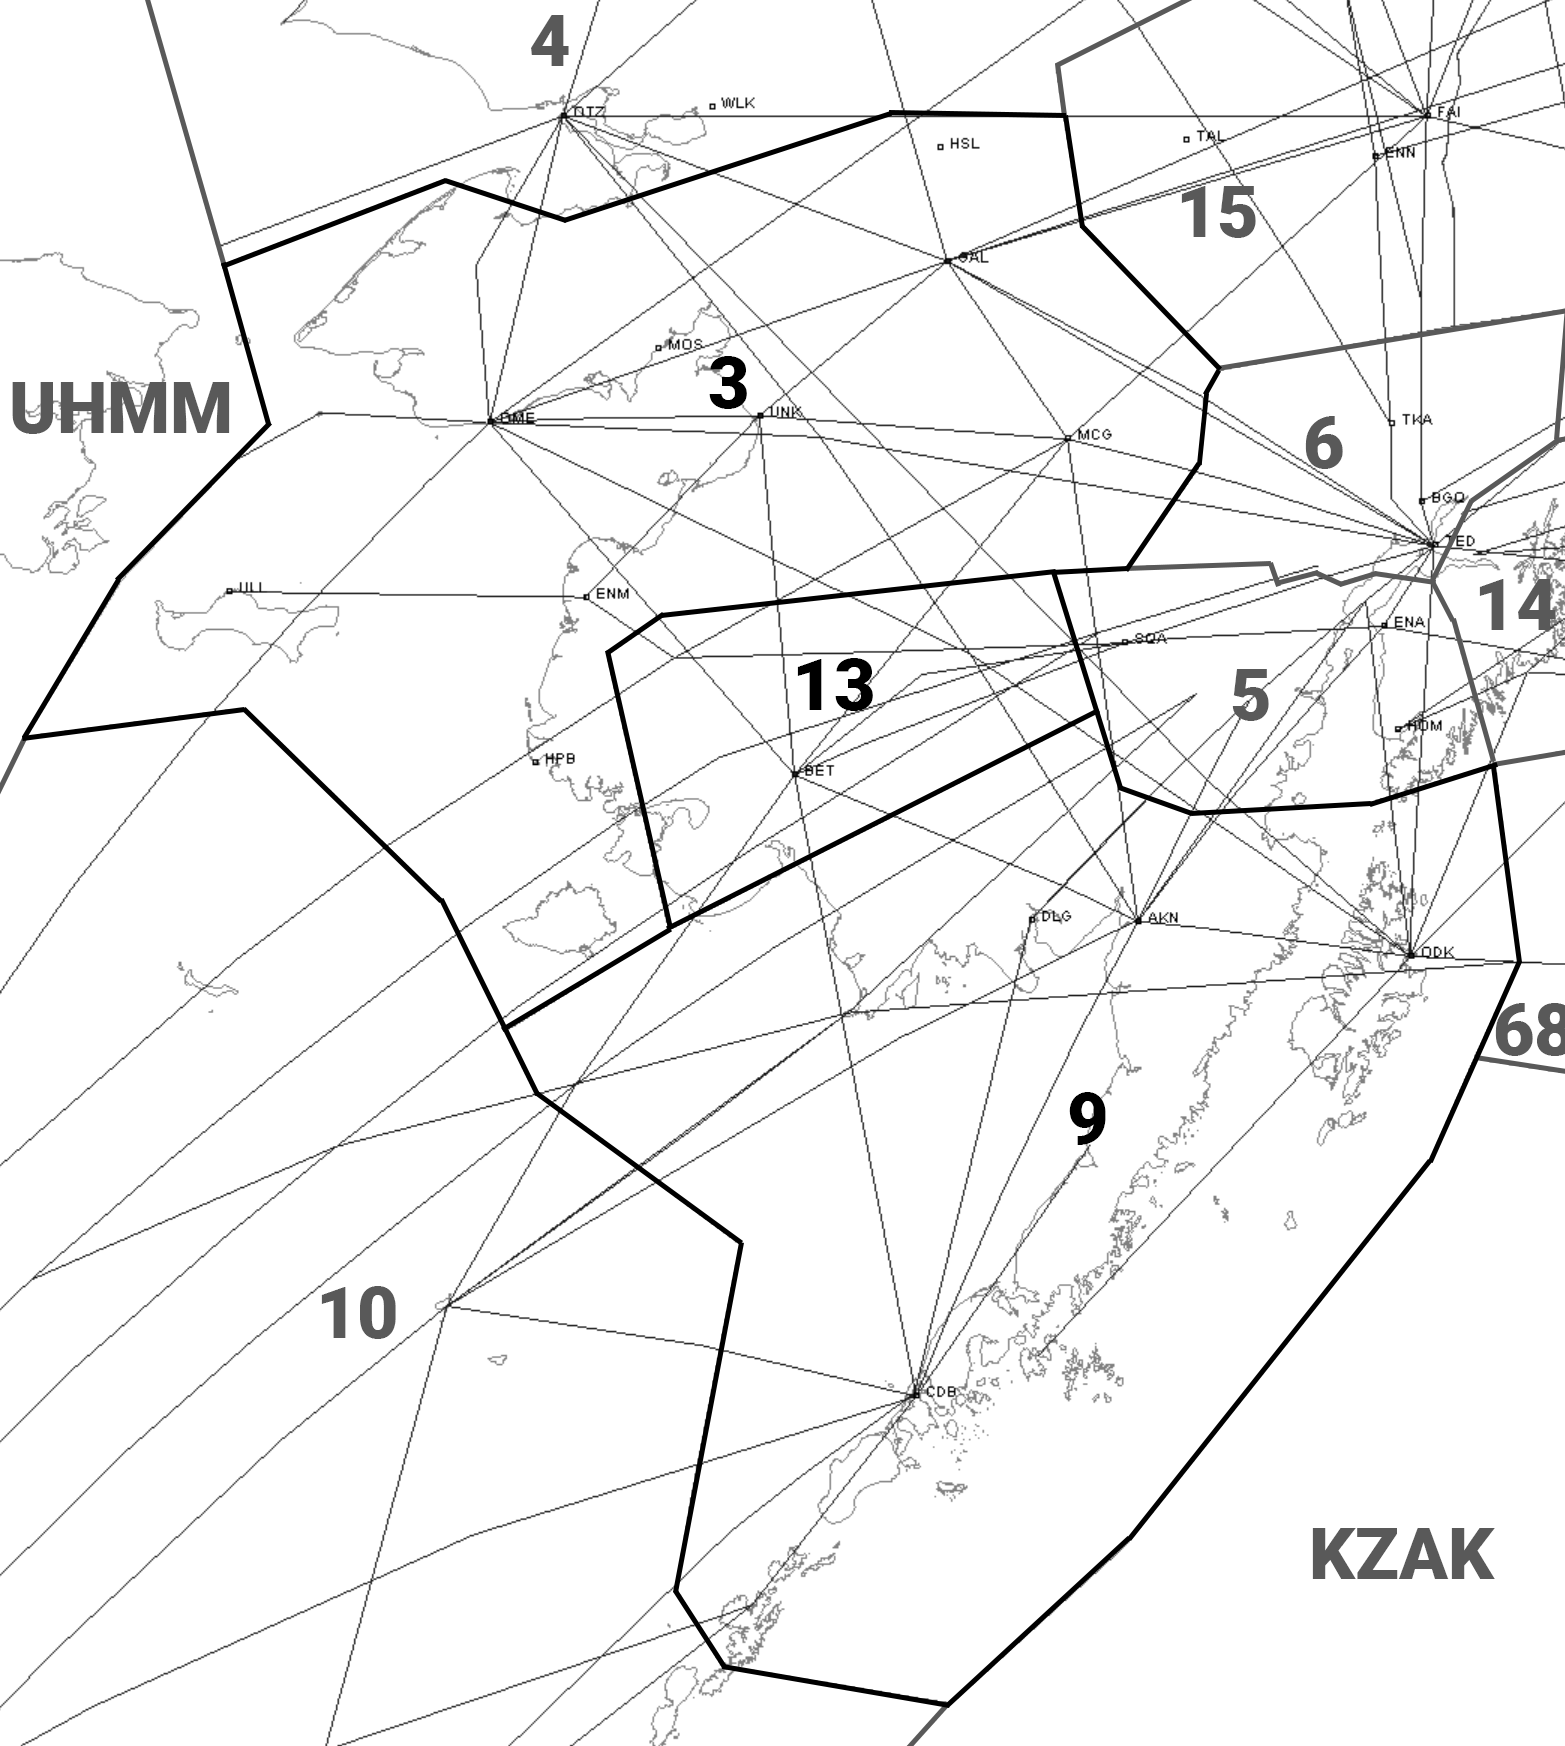 4
WLK
OTZ
FAI
HSL
TAL
ENN
15
GAL
MOS
3
UHMM
OME
UNK
TKA
MCG
6
BGQ
TED
ULI
ENM
14
ENA
SQA
13
5
HOM
HPB
BET
DLG
AKN
ODK
68
9
10
CDB
KZAK